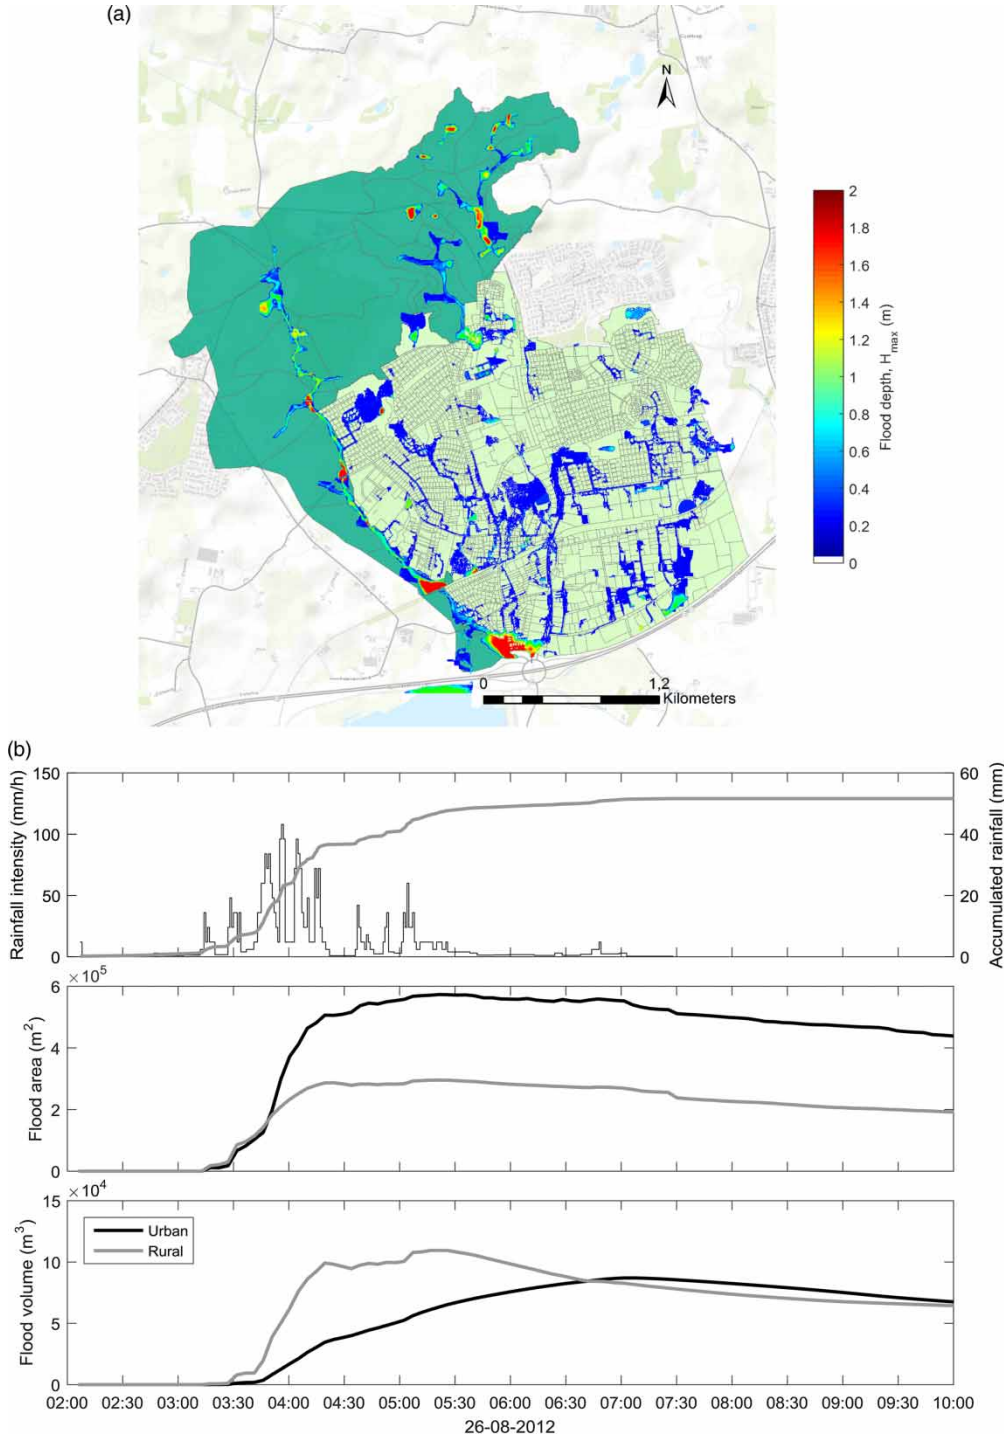 (a)
N
2
1.8
1.6
1.4
1.2
1
0.8
0.6
0.4
0.2
0
Flood depth, H_max (m)
0 1,2
Kilometers
(b)
150
100
50
0
Rainfall intensity (mm/h)
60
40
20
0
Accumulated rainfall (mm)
×10^5
6
4
2
0
Flood area (m^2)
×10^4
15
10
5
0
Flood volume (m^3)
Urban
Rural
02:00 02:30 03:00 03:30 04:00 04:30 05:00 05:30 06:00 06:30 07:00 07:30 08:00 08:30 09:00 09:30 10:00
26-08-2012